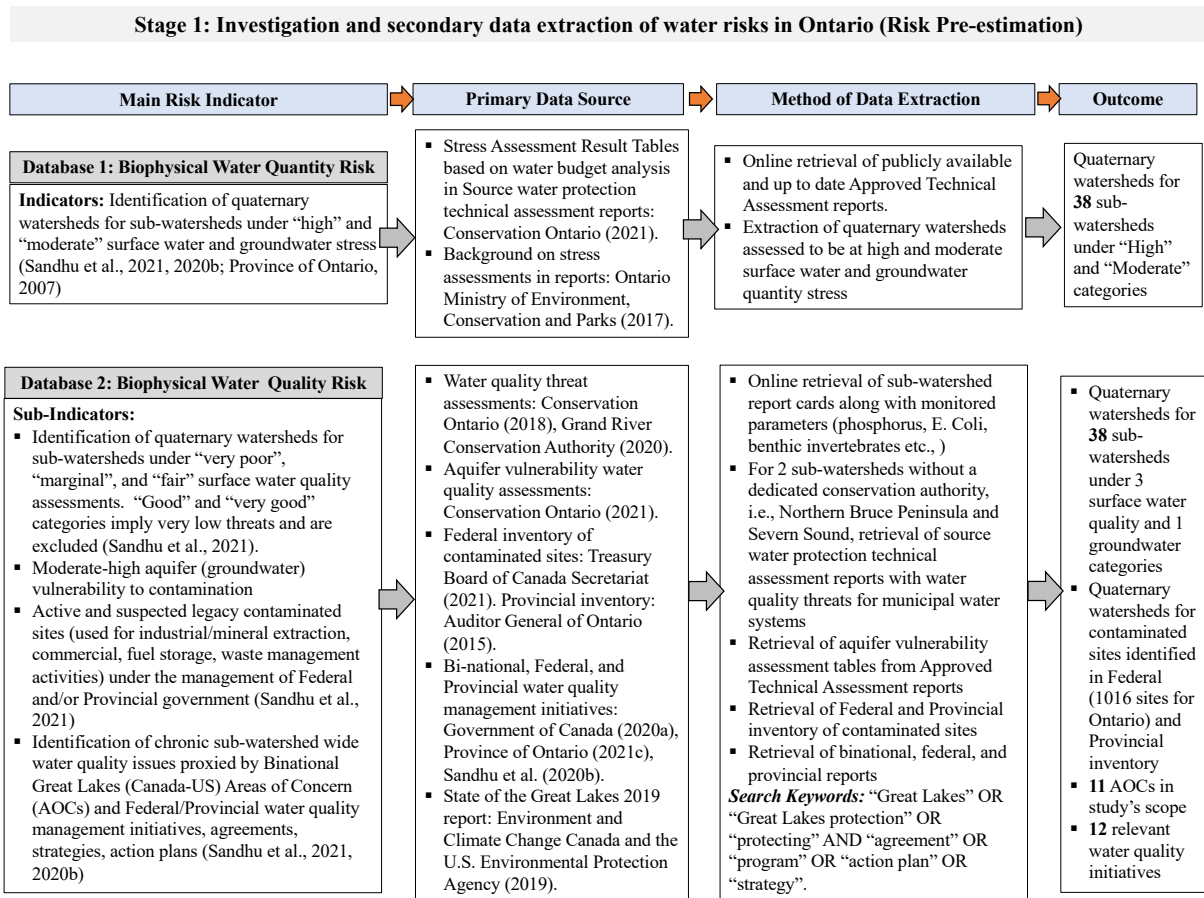 Stage 1: Investigation and secondary data extraction of water risks in Ontario (Risk Pre-estimation)
Main Risk Indicator
Primary Data Source
Method of Data Extraction
Outcome
Database 1: Biophysical Water Quantity Risk
Indicators: Identification of quaternary
watersheds for sub-watersheds under “high” and
“moderate” surface water and groundwater stress
(Sandhu et al., 2021, 2020b; Province of Ontario,
2007)
▪ Stress Assessment Result Tables
based on water budget analysis
in Source water protection
technical assessment reports:
Conservation Ontario (2021).
▪ Background on stress
assessments in reports: Ontario
Ministry of Environment,
Conservation and Parks (2017).
▪ Online retrieval of publicly available
and up to date Approved Technical
Assessment reports.
▪ Extraction of quaternary watersheds
assessed to be at high and moderate
surface water and groundwater
quantity stress
Quaternary
watersheds for
38 sub-
watersheds
under “High”
and “Moderate”
categories
Database 2: Biophysical Water Quality Risk
Sub-Indicators:
▪ Identification of quaternary watersheds for
sub-watersheds under “very poor”,
“marginal”, and “fair” surface water quality
assessments. “Good” and “very good”
categories imply very low threats and are
excluded (Sandhu et al., 2021).
▪ Moderate-high aquifer (groundwater)
vulnerability to contamination
▪ Active and suspected legacy contaminated
sites (used for industrial/mineral extraction,
commercial, fuel storage, waste management
activities) under the management of Federal
and/or Provincial government (Sandhu et al.,
2021)
▪ Identification of chronic sub-watershed wide
water quality issues proxied by Binational
Great Lakes (Canada-US) Areas of Concern
(AOCs) and Federal/Provincial water quality
management initiatives, agreements,
strategies, action plans (Sandhu et al., 2021,
2020b)
▪ Water quality threat
assessments: Conservation
Ontario (2018), Grand River
Conservation Authority (2020).
▪ Aquifer vulnerability water
quality assessments:
Conservation Ontario (2021).
▪ Federal inventory of
contaminated sites: Treasury
Board of Canada Secretariat
(2021). Provincial inventory:
Auditor General of Ontario
(2015).
▪ Bi-national, Federal, and
Provincial water quality
management initiatives:
Government of Canada (2020a),
Province of Ontario (2021c),
Sandhu et al. (2020b).
▪ State of the Great Lakes 2019
report: Environment and
Climate Change Canada and the
U.S. Environmental Protection
Agency (2019).
▪ Online retrieval of sub-watershed
report cards along with monitored
parameters (phosphorus, E. Coli,
benthic invertebrates etc., )
▪ For 2 sub-watersheds without a
dedicated conservation authority,
i.e., Northern Bruce Peninsula and
Severn Sound, retrieval of source
water protection technical
assessment reports with water
quality threats for municipal water
systems
▪ Retrieval of aquifer vulnerability
assessment tables from Approved
Technical Assessment reports
▪ Retrieval of Federal and Provincial
inventory of contaminated sites
▪ Retrieval of binational, federal, and
provincial reports
Search Keywords: “Great Lakes” OR
“Great Lakes protection” OR
“protecting” AND “agreement” OR
“program” OR “action plan” OR
“strategy”.
▪ Quaternary
watersheds for
38 sub-
watersheds
under 3
surface water
quality and 1
groundwater
categories
▪ Quaternary
watersheds for
contaminated
sites identified
in Federal
(1016 sites for
Ontario) and
Provincial
inventory
▪ 11 AOCs in
study’s scope
▪ 12 relevant
water quality
initiatives